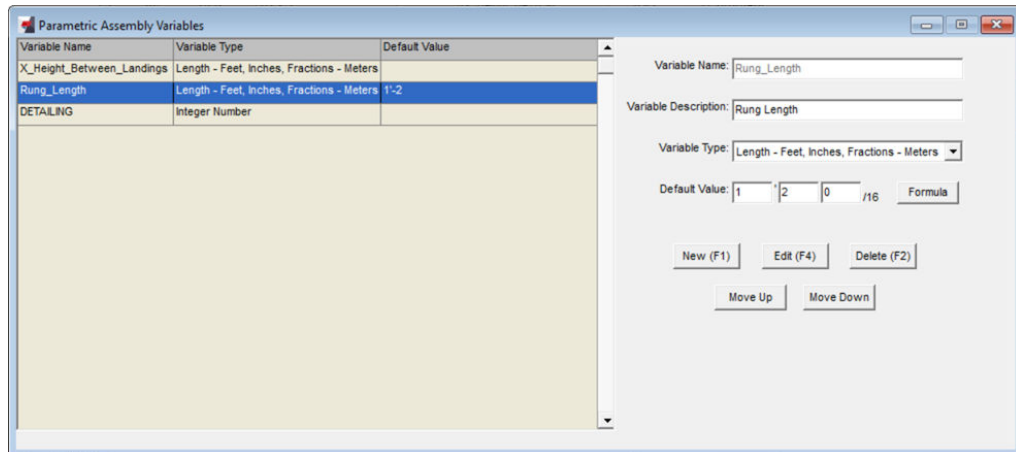 Parametric Assembly Variables
Variable Name Variable Type Default Value
X_Height_Between_Landings Length - Feet, Inches, Fractions - Meters
Rung_Length Length - Feet, Inches, Fractions - Meters 1'-2
DETAILING Integer Number
Variable Name: Rung_Length
Variable Description: Rung Length
Variable Type: Length - Feet, Inches, Fractions - Meters
Default Value: 1 ' 2 0 /16 Formula
New (F1) Edit (F4) Delete (F2)
Move Up Move Down